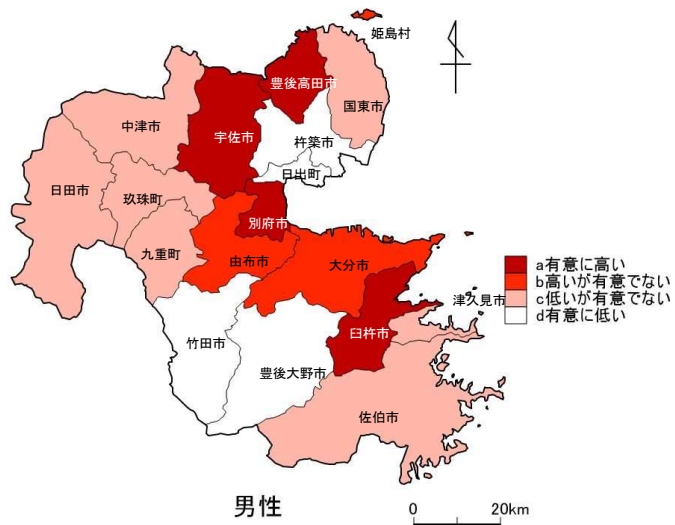 姫島村
豊後高田市
国東市
中津市
宇佐市
杵築市
日出町
日田市
玖珠町
別府市
九重町
由布市
大分市
a有意に高い
b高いが有意でない
c低いが有意でない
d有意に低い
津久見市
臼杵市
竹田市
豊後大野市
佐伯市
男性
0
20km